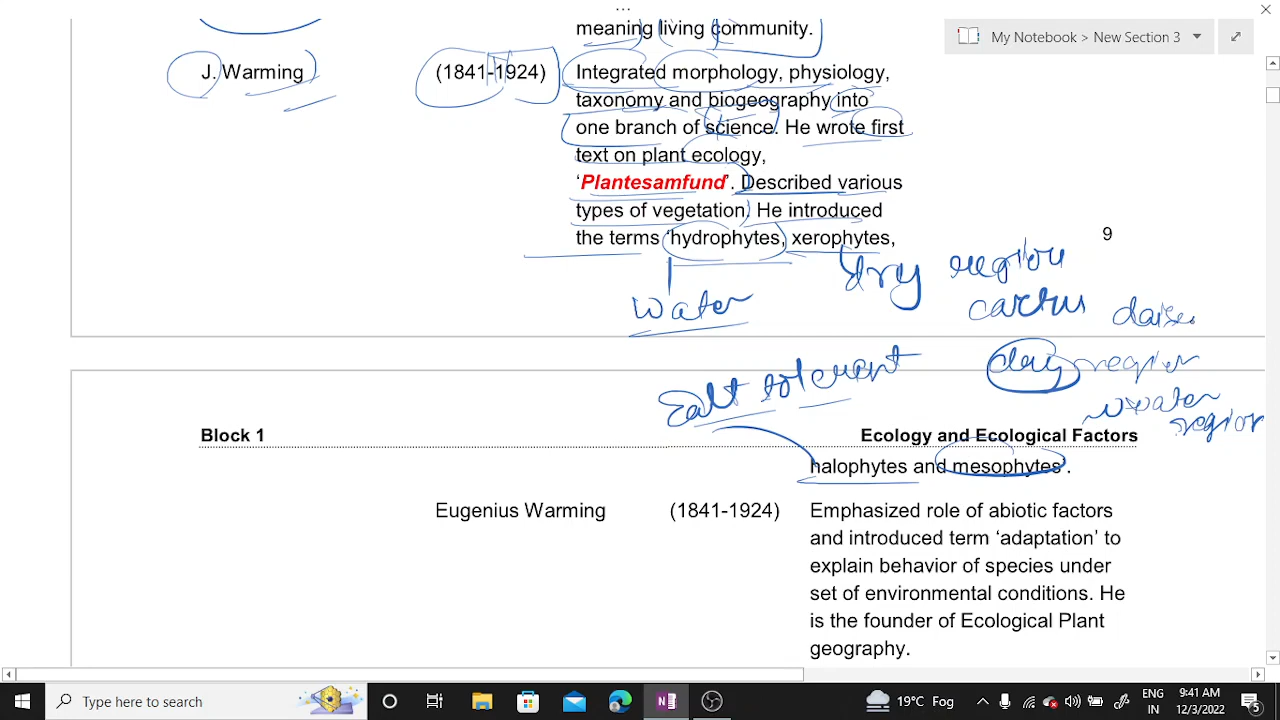 ...
meaning living community.
My Notebook > New Section 3
J. Warming (1841-1924) Integrated morphology, physiology,
taxonomy and biogeography into
one branch of science. He wrote first
text on plant ecology,
‘Plantesamfund’. Described various
types of vegetation. He introduced
the terms ‘hydrophytes, xerophytes,
9
dry region
water
cactus
salt tolerant
region
water
region
Block 1 Ecology and Ecological Factors
halophytes and mesophytes’.
Eugenius Warming (1841-1924) Emphasized role of abiotic factors
and introduced term ‘adaptation’ to
explain behavior of species under
set of environmental conditions. He
is the founder of Ecological Plant
geography.
Type here to search
19°C Fog
ENG
IN
9:41 AM
12/3/2022
5